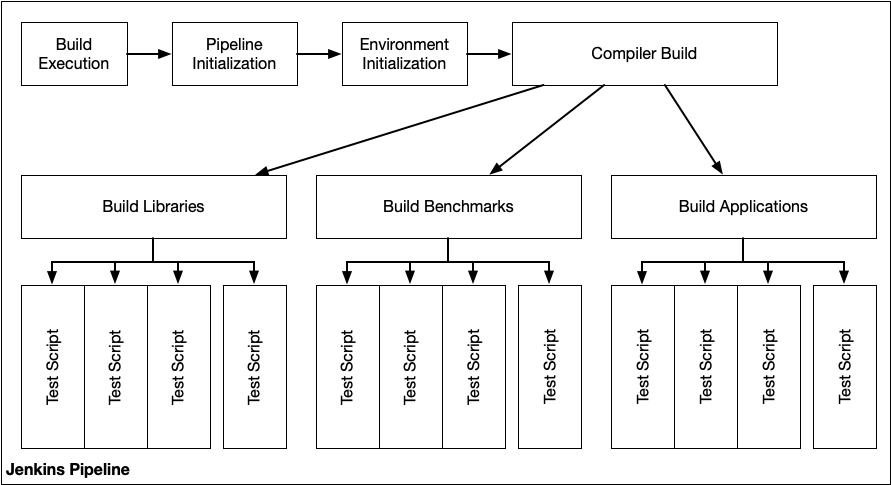 Build
Execution
Pipeline
Initialization
Environment
Initialization
Compiler Build
Build Libraries
Build Benchmarks
Build Applications
Test Script
Test Script
Test Script
Test Script
Test Script
Test Script
Test Script
Test Script
Test Script
Test Script
Test Script
Test Script
Jenkins Pipeline